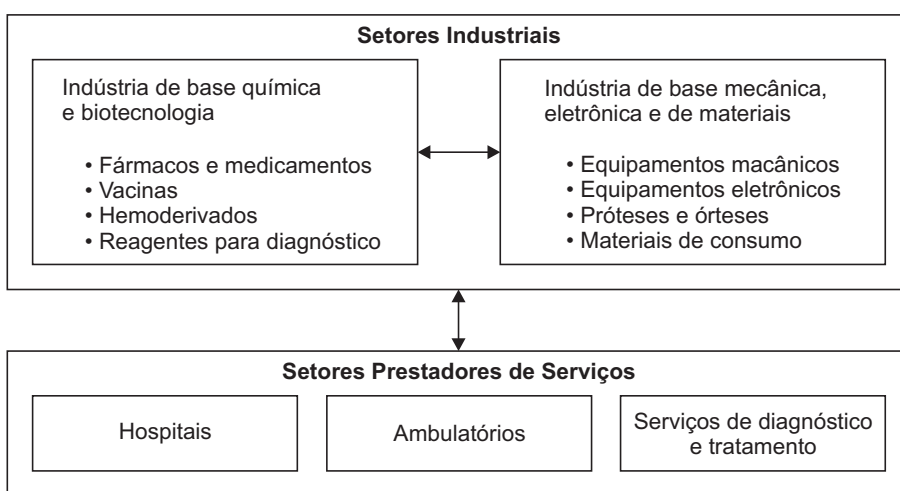 Setores Industriais
Indústria de base química
e biotecnologia
• Fármacos e medicamentos
• Vacinas
• Hemoderivados
• Reagentes para diagnóstico
Indústria de base mecânica,
eletrônica e de materiais
• Equipamentos macânicos
• Equipamentos eletrônicos
• Próteses e órteses
• Materiais de consumo
Setores Prestadores de Serviços
Hospitais
Ambulatórios
Serviços de diagnóstico
e tratamento